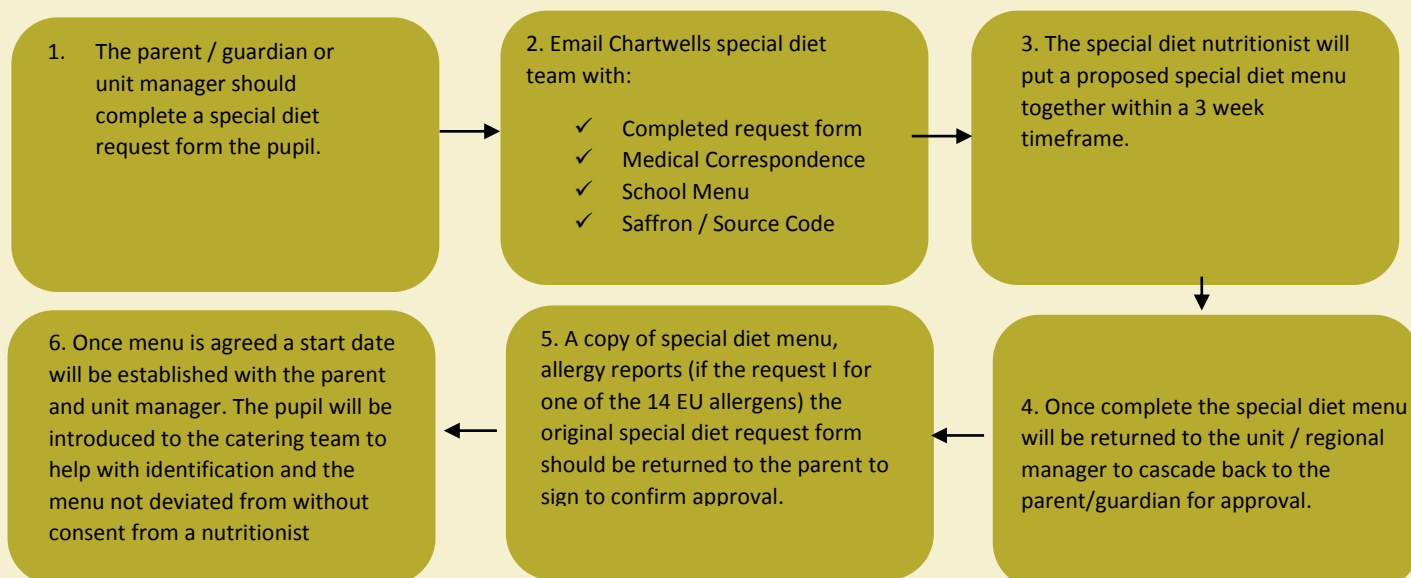 1. The parent / guardian or
unit manager should
complete a special diet
request form the pupil.
2. Email Chartwells special diet
team with:
✓ Completed request form
✓ Medical Correspondence
✓ School Menu
✓ Saffron / Source Code
3. The special diet nutritionist will
put a proposed special diet menu
together within a 3 week
timeframe.
4. Once complete the special diet menu
will be returned to the unit / regional
manager to cascade back to the
parent/guardian for approval.
5. A copy of special diet menu,
allergy reports (if the request I for
one of the 14 EU allergens) the
original special diet request form
should be returned to the parent to
sign to confirm approval.
6. Once menu is agreed a start date
will be established with the parent
and unit manager. The pupil will be
introduced to the catering team to
help with identification and the
menu not deviated from without
consent from a nutritionist